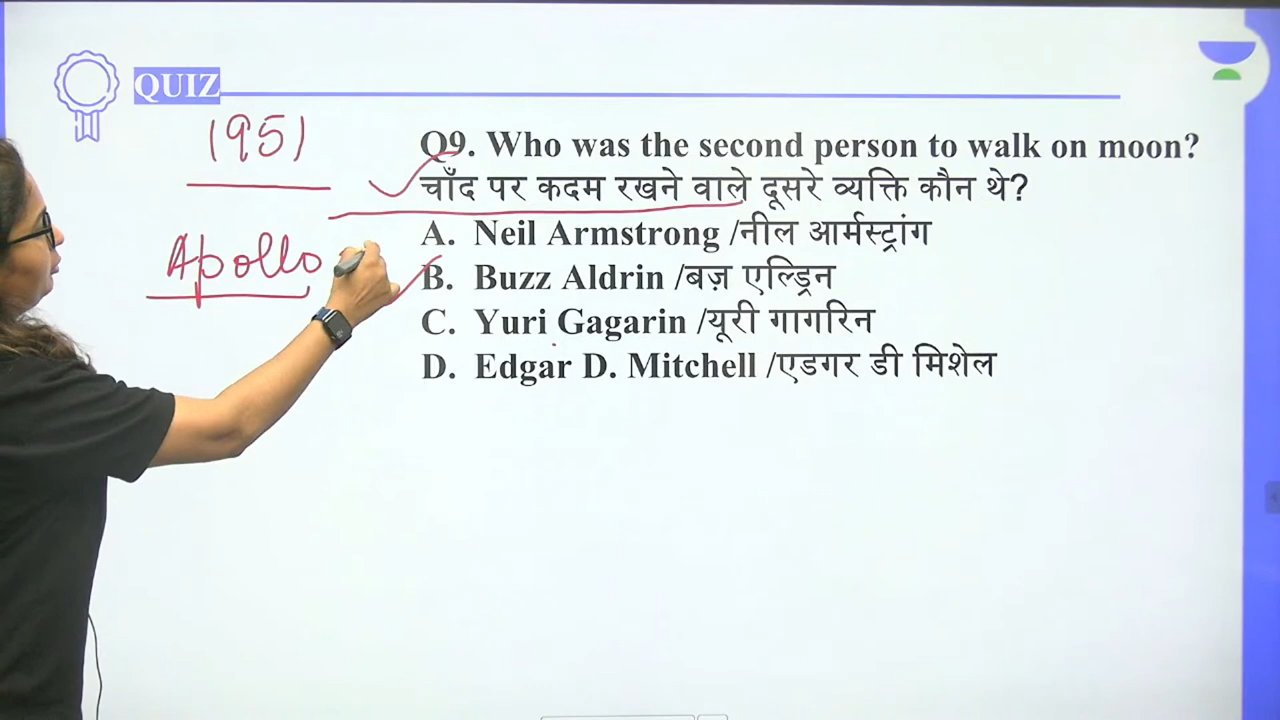 QUIZ
1951
Apollo
Q9. Who was the second person to walk on moon?
चाँद पर कदम रखने वाले दूसरे व्यक्ति कौन थे?
A. Neil Armstrong /नील आर्मस्ट्रांग
B. Buzz Aldrin /बज़ एल्ड्रिन
C. Yuri Gagarin /यूरी गागरिन
D. Edgar D. Mitchell /एडगर डी मिशेल